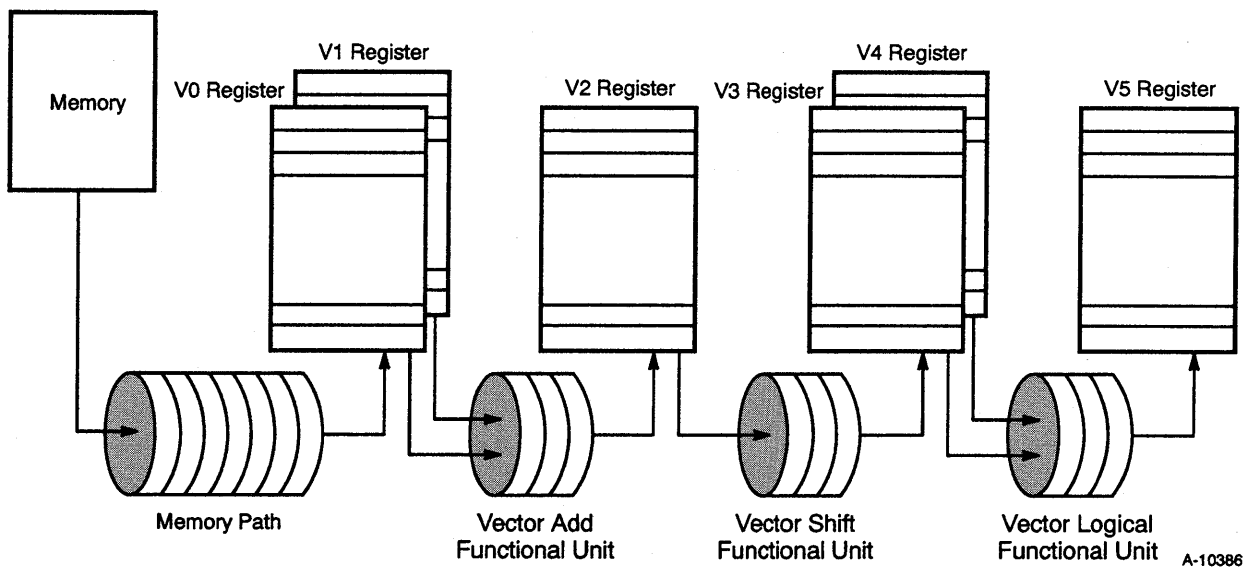 V1 Register
V4 Register
V0 Register
V2 Register
V3 Register
V5 Register
Memory
Memory Path
Vector Add
Functional Unit
Vector Shift
Functional Unit
Vector Logical
Functional Unit
A-10386